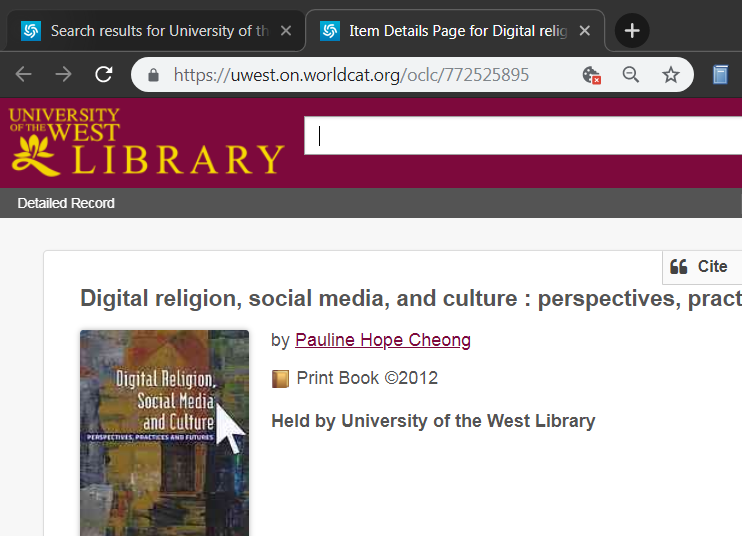 Search results for University of th
Item Details Page for Digital relig
https://uwest.on.worldcat.org/oclc/772525895
UNIVERSITY
OF THE WEST
LIBRARY
Detailed Record
Cite
Digital religion, social media, and culture : perspectives, pract
Digital Religion,
Social Media
and Culture
PERSPECTIVES, PRACTICES AND FUTURES
by Pauline Hope Cheong
Print Book ©2012
Held by University of the West Library